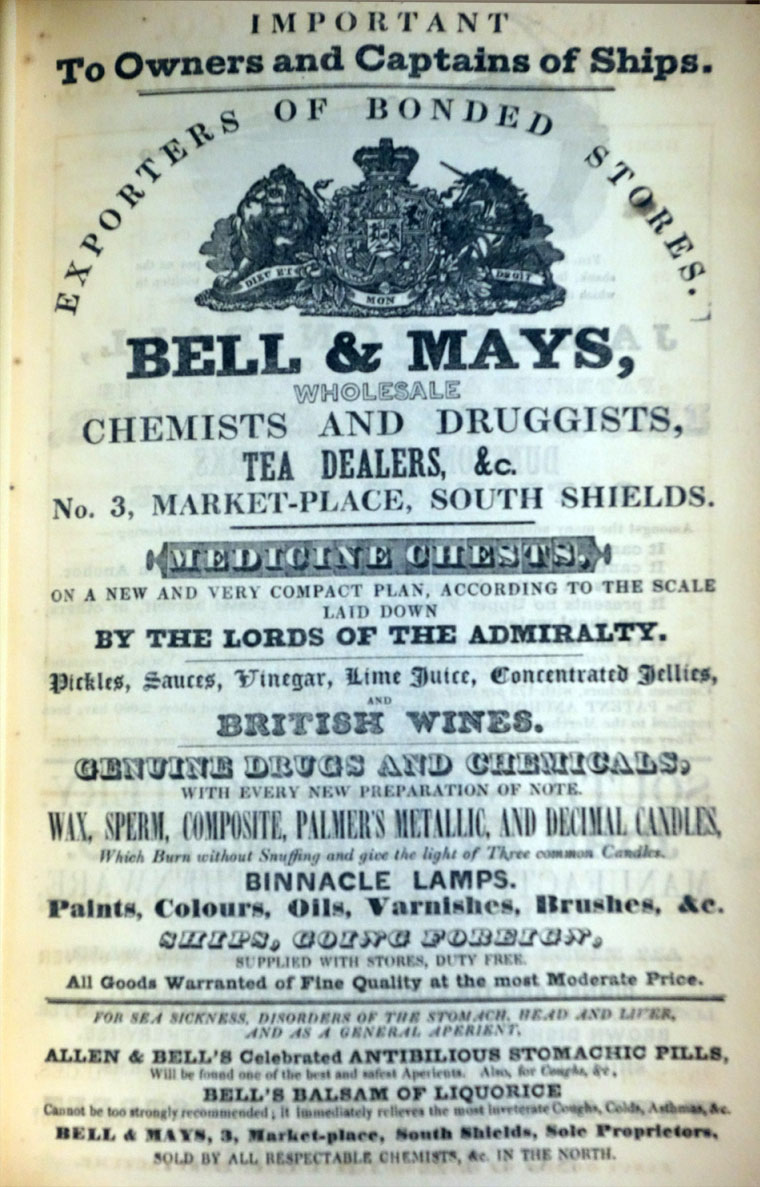 IMPORTANT
To Owners and Captains of Ships.
EXPORTERS OF BONDED STORES.
DIEU ET
MON
DROIT
BELL & MAYS,
WHOLESALE
CHEMISTS AND DRUGGISTS,
TEA DEALERS, &c.
No. 3, MARKET-PLACE, SOUTH SHIELDS.
MEDICINE CHESTS,
ON A NEW AND VERY COMPACT PLAN, ACCORDING TO THE SCALE
LAID DOWN
BY THE LORDS OF THE ADMIRALTY.
Pickles, Sauces, Vinegar, Lime Juice, Concentrated Jellies,
AND
BRITISH WINES.
GENUINE DRUGS AND CHEMICALS,
WITH EVERY NEW PREPARATION OF NOTE.
WAX, SPERM, COMPOSITE, PALMER'S METALLIC, AND DECIMAL CANDLES,
Which Burn without Snuffing and give the light of Three common Candles.
BINNACLE LAMPS.
Paints, Colours, Oils, Varnishes, Brushes, &c.
SHIPS, GOING FOREIGN,
SUPPLIED WITH STORES, DUTY FREE.
All Goods Warranted of Fine Quality at the most Moderate Price.
FOR SEA SICKNESS, DISORDERS OF THE STOMACH, HEAD AND LIVER,
AND AS A GENERAL APERIENT,
ALLEN & BELL'S Celebrated ANTIBILIOUS STOMACHIC PILLS,
Will be found one of the best and safest Aperients. Also, for Coughs, &c.,
BELL'S BALSAM OF LIQUORICE
Cannot be too strongly recommended; it immediately relieves the most inveterate Coughs, Colds, Asthmas, &c.
BELL & MAYS, 3, Market-place, South Shields, Sole Proprietors,
SOLD BY ALL RESPECTABLE CHEMISTS, &c. IN THE NORTH.